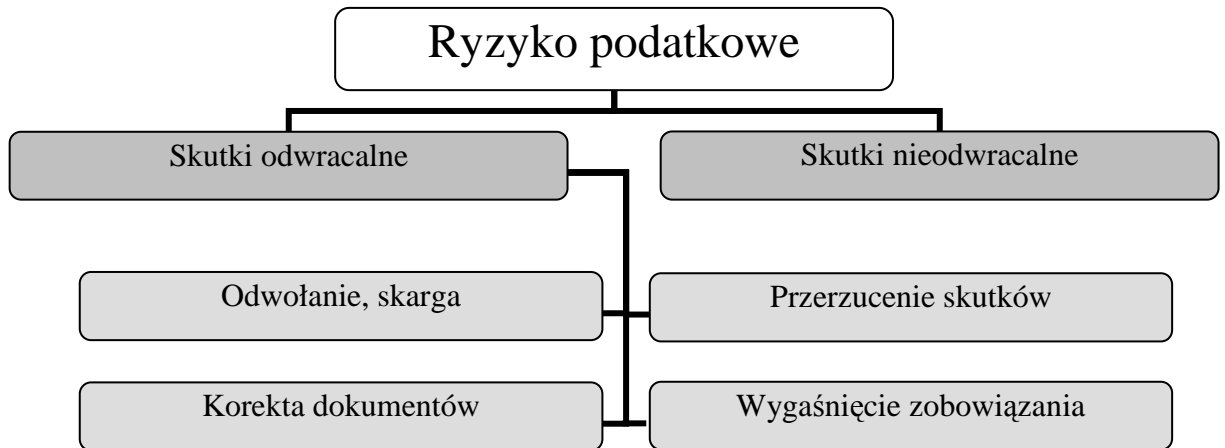 Ryzyko podatkowe
Skutki odwracalne
Skutki nieodwracalne
Odwołanie, skarga
Przerzucenie skutków
Korekta dokumentów
Wygaśnięcie zobowiązania